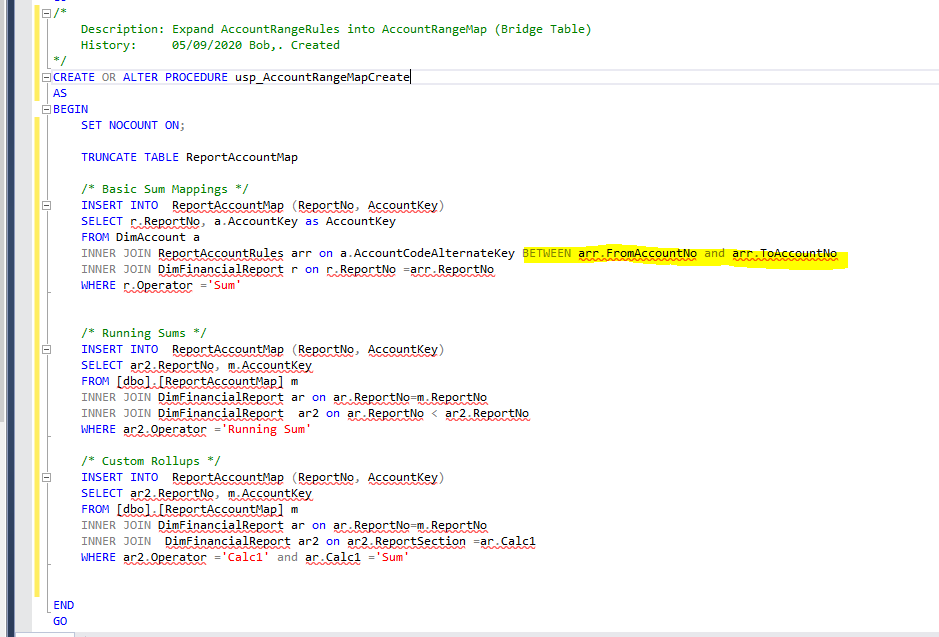 /*
Description: Expand AccountRangeRules into AccountRangeMap (Bridge Table)
History: 05/09/2020 Bob,. Created
*/
CREATE OR ALTER PROCEDURE usp_AccountRangeMapCreate
AS
BEGIN
SET NOCOUNT ON;
TRUNCATE TABLE ReportAccountMap
/* Basic Sum Mappings */
INSERT INTO ReportAccountMap (ReportNo, AccountKey)
SELECT r.ReportNo, a.AccountKey as AccountKey
FROM DimAccount a
INNER JOIN ReportAccountRules arr on a.AccountCodeAlternateKey BETWEEN arr.FromAccountNo and arr.ToAccountNo
INNER JOIN DimFinancialReport r on r.ReportNo =arr.ReportNo
WHERE r.Operator ='Sum'
/* Running Sums */
INSERT INTO ReportAccountMap (ReportNo, AccountKey)
SELECT ar2.ReportNo, m.AccountKey
FROM [dbo].[ReportAccountMap] m
INNER JOIN DimFinancialReport ar on ar.ReportNo=m.ReportNo
INNER JOIN DimFinancialReport ar2 on ar.ReportNo < ar2.ReportNo
WHERE ar2.Operator ='Running Sum'
/* Custom Rollups */
INSERT INTO ReportAccountMap (ReportNo, AccountKey)
SELECT ar2.ReportNo, m.AccountKey
FROM [dbo].[ReportAccountMap] m
INNER JOIN DimFinancialReport ar on ar.ReportNo=m.ReportNo
INNER JOIN DimFinancialReport ar2 on ar2.ReportSection =ar.Calc1
WHERE ar2.Operator ='Calc1' and ar.Calc1 ='Sum'
END
GO